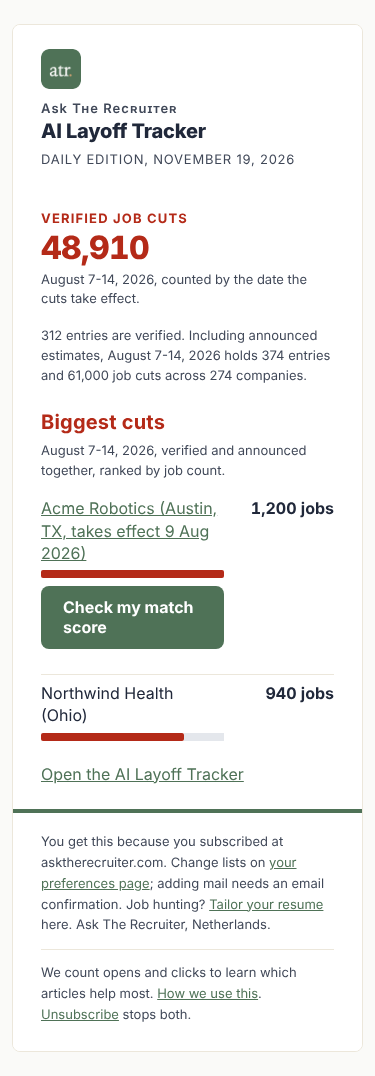 atr.
Ask The Recruiter
AI Layoff Tracker
DAILY EDITION, NOVEMBER 19, 2026
VERIFIED JOB CUTS
48,910
August 7-14, 2026, counted by the date the
cuts take effect.
312 entries are verified. Including announced
estimates, August 7-14, 2026 holds 374 entries
and 61,000 job cuts across 274 companies.
Biggest cuts
August 7-14, 2026, verified and announced
together, ranked by job count.
Acme Robotics (Austin, 1,200 jobs
TX, takes effect 9 Aug
2026)
Check my match
score
Northwind Health 940 jobs
(Ohio)
Open the AI Layoff Tracker
You get this because you subscribed at
asktherecruiter.com. Change lists on your
preferences page; adding mail needs an email
confirmation. Job hunting? Tailor your resume
here. Ask The Recruiter, Netherlands.
We count opens and clicks to learn which
articles help most. How we use this.
Unsubscribe stops both.